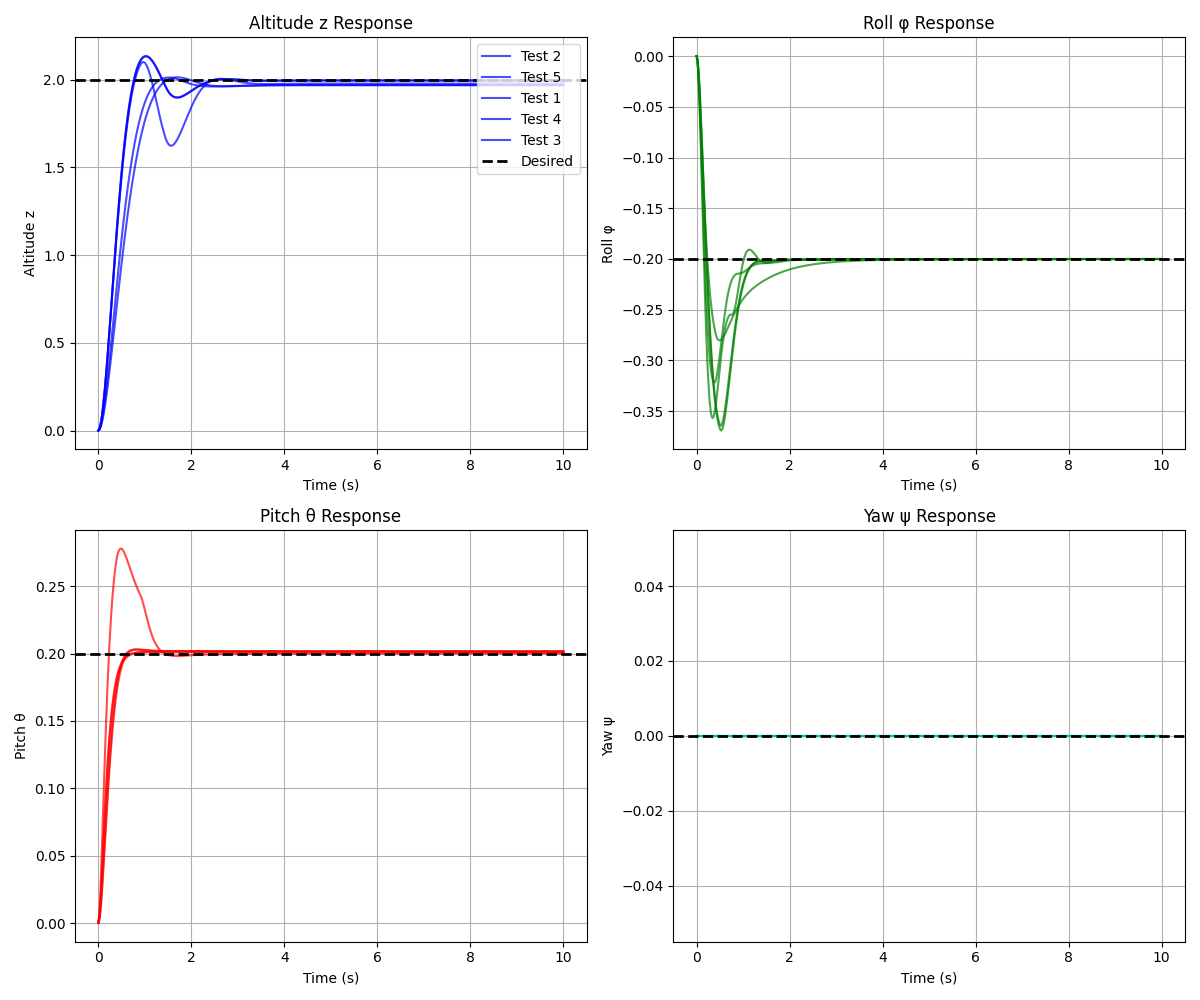 Altitude z Response
2.0
1.5
1.0
0.5
0.0
Altitude z
0 2 4 6 8 10
Time (s)
Test 2
Test 5
Test 1
Test 4
Test 3
Desired
Roll φ Response
0.00
−0.05
−0.10
−0.15
−0.20
−0.25
−0.30
−0.35
Roll φ
0 2 4 6 8 10
Time (s)
Pitch θ Response
0.25
0.20
0.15
0.10
0.05
0.00
Pitch θ
0 2 4 6 8 10
Time (s)
Yaw ψ Response
0.04
0.02
0.00
−0.02
−0.04
Yaw ψ
0 2 4 6 8 10
Time (s)